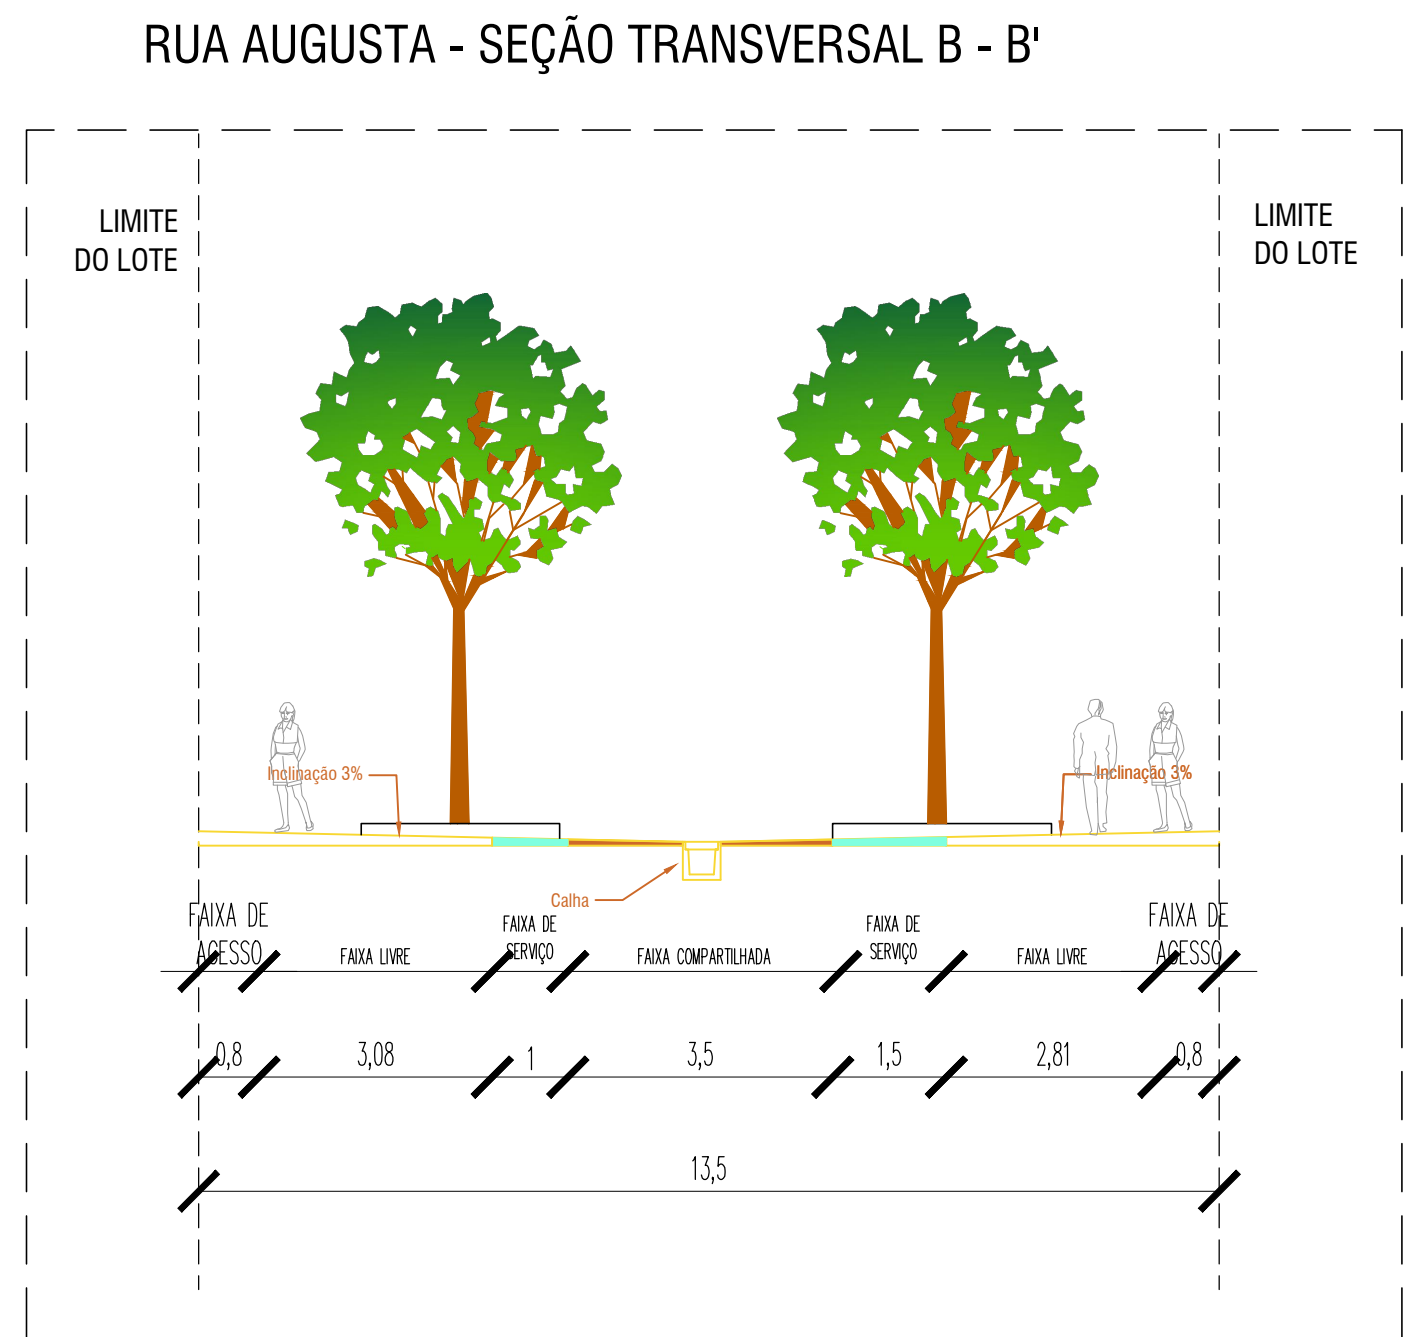 RUA AUGUSTA - SEÇÃO TRANSVERSAL B - B'
LIMITE
DO LOTE
LIMITE
DO LOTE
Inclinação 3%
Inclinação 3%
Calha
FAIXA DE
ACESSO
FAIXA LIVRE
FAIXA DE
SERVIÇO
FAIXA COMPARTILHADA
FAIXA DE
SERVIÇO
FAIXA LIVRE
FAIXA DE
ACESSO
0,8
3,08
1
3,5
1,5
2,81
0,8
13,5